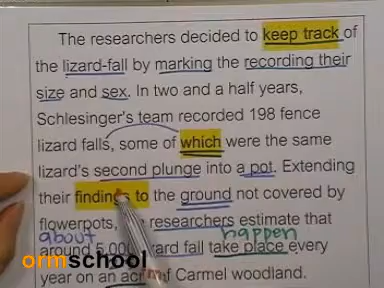 The researchers decided to keep track of
the lizard-fall by marking the recording their
size and sex. In two and a half years,
Schlesinger's team recorded 198 fence
lizard falls, some of which were the same
lizard's second plunge into a pot. Extending
their findings to the ground not covered by
flowerpots, researchers estimate that
about happen
around 5,000 fall take place every
year on an acre of Carmel woodland.
ormschool